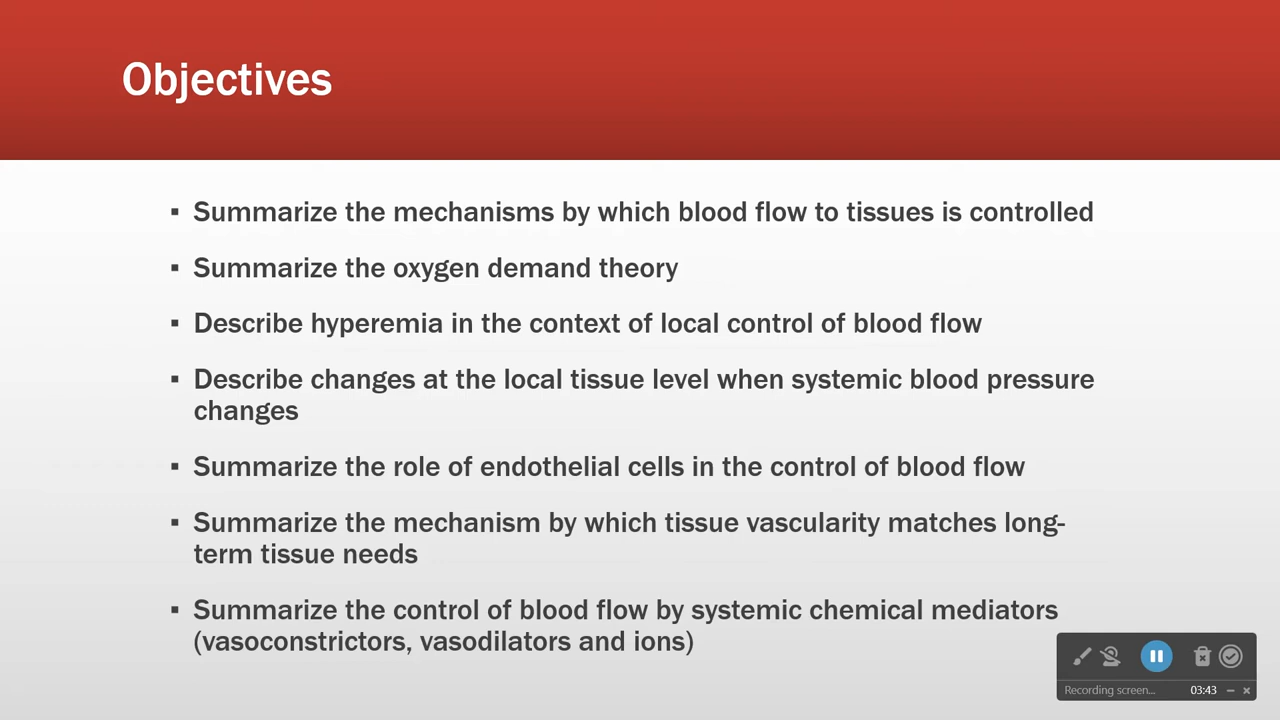 Objectives
▪ Summarize the mechanisms by which blood flow to tissues is controlled
▪ Summarize the oxygen demand theory
▪ Describe hyperemia in the context of local control of blood flow
▪ Describe changes at the local tissue level when systemic blood pressure
changes
▪ Summarize the role of endothelial cells in the control of blood flow
▪ Summarize the mechanism by which tissue vascularity matches long-
term tissue needs
▪ Summarize the control of blood flow by systemic chemical mediators
(vasoconstrictors, vasodilators and ions)
Recording screen... 03:43